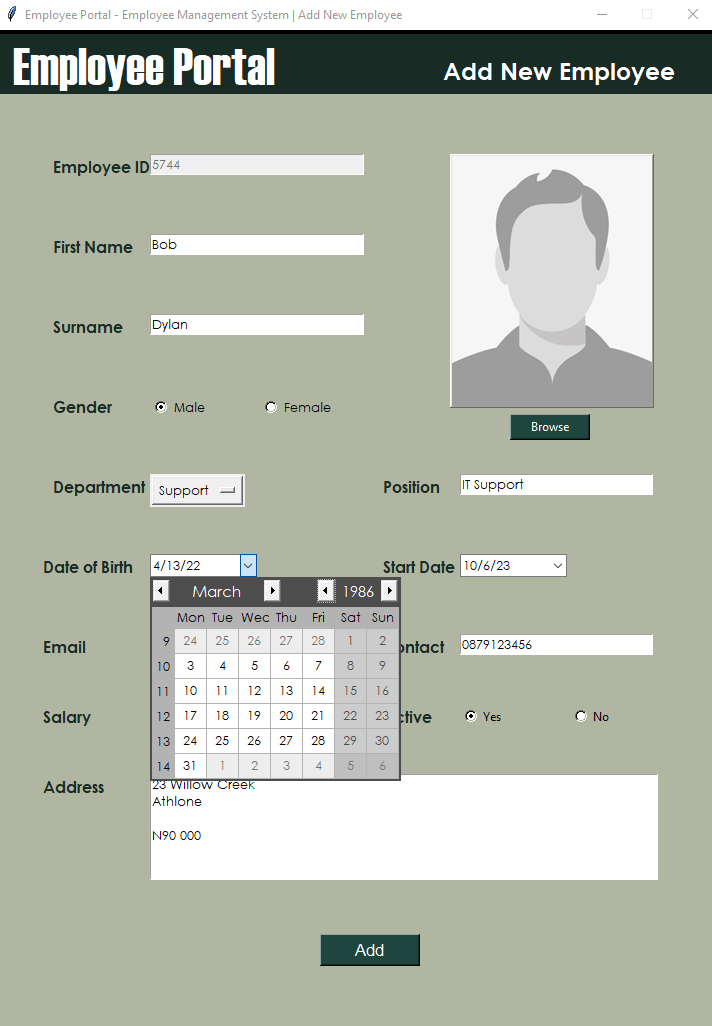 Employee Portal - Employee Management System | Add New Employee
Employee Portal
Add New Employee
Employee ID 5744
First Name Bob
Surname Dylan
Gender Male Female
Browse
Department Support Position IT Support
Date of Birth 4/13/22 Start Date 10/6/23
March 1986
Mon Tue Wed Thu Fri Sat Sun
9 24 25 26 27 28 1 2
10 3 4 5 6 7 8 9
11 10 11 12 13 14 15 16
12 17 18 19 20 21 22 23
13 24 25 26 27 28 29 30
14 31 1 2 3 4 5 6
Email ontact 0879123456
Salary ctive Yes No
Address 23 Willow Creek
Athlone
N90 000
Add